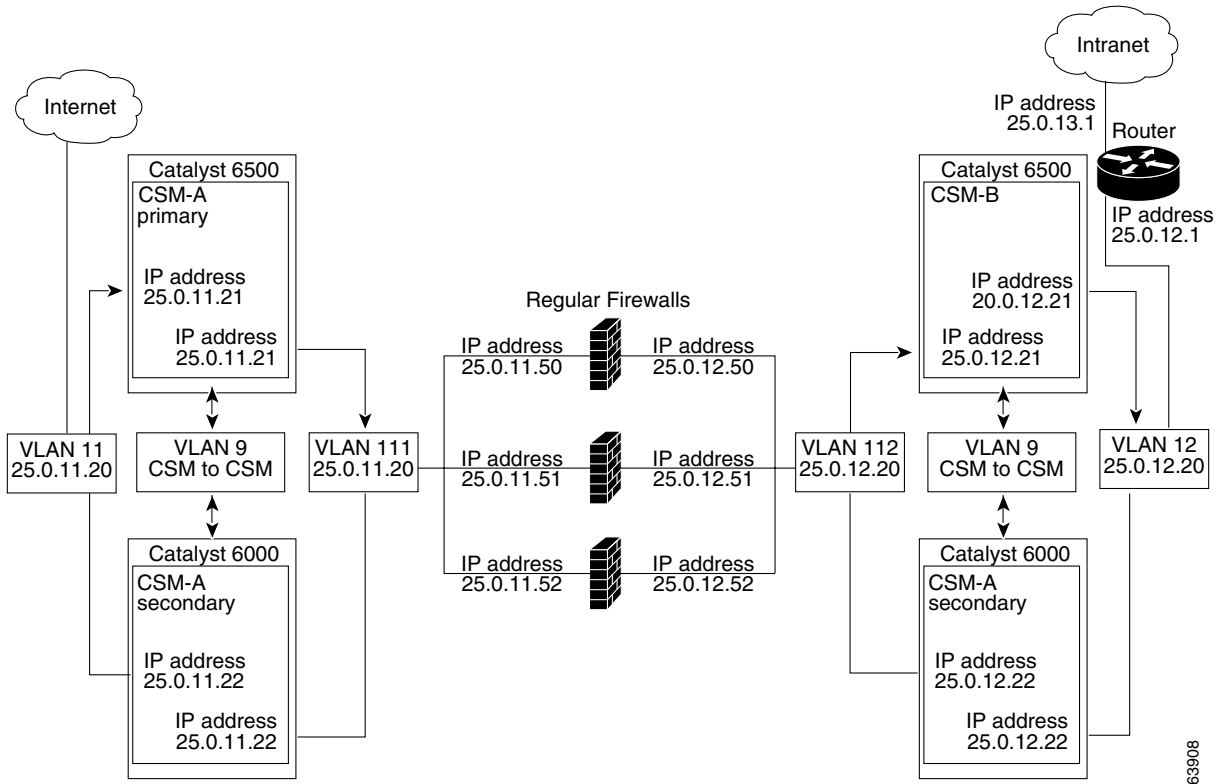 Intranet
Internet
IP address
25.0.13.1
Router
Catalyst 6500
CSM-A
primary
IP address
25.0.11.21
IP address
25.0.11.21
Catalyst 6500
CSM-B
IP address
20.0.12.21
IP address
25.0.12.21
IP address
25.0.12.1
Regular Firewalls
IP address
25.0.11.50
IP address
25.0.12.50
VLAN 11
25.0.11.20
VLAN 9
CSM to CSM
VLAN 111
25.0.11.20
IP address
25.0.11.51
IP address
25.0.12.51
VLAN 112
25.0.12.20
VLAN 9
CSM to CSM
VLAN 12
25.0.12.20
IP address
25.0.11.52
IP address
25.0.12.52
Catalyst 6000
CSM-A
secondary
IP address
25.0.11.22
IP address
25.0.11.22
Catalyst 6000
CSM-A
secondary
IP address
25.0.12.22
IP address
25.0.12.22
63908